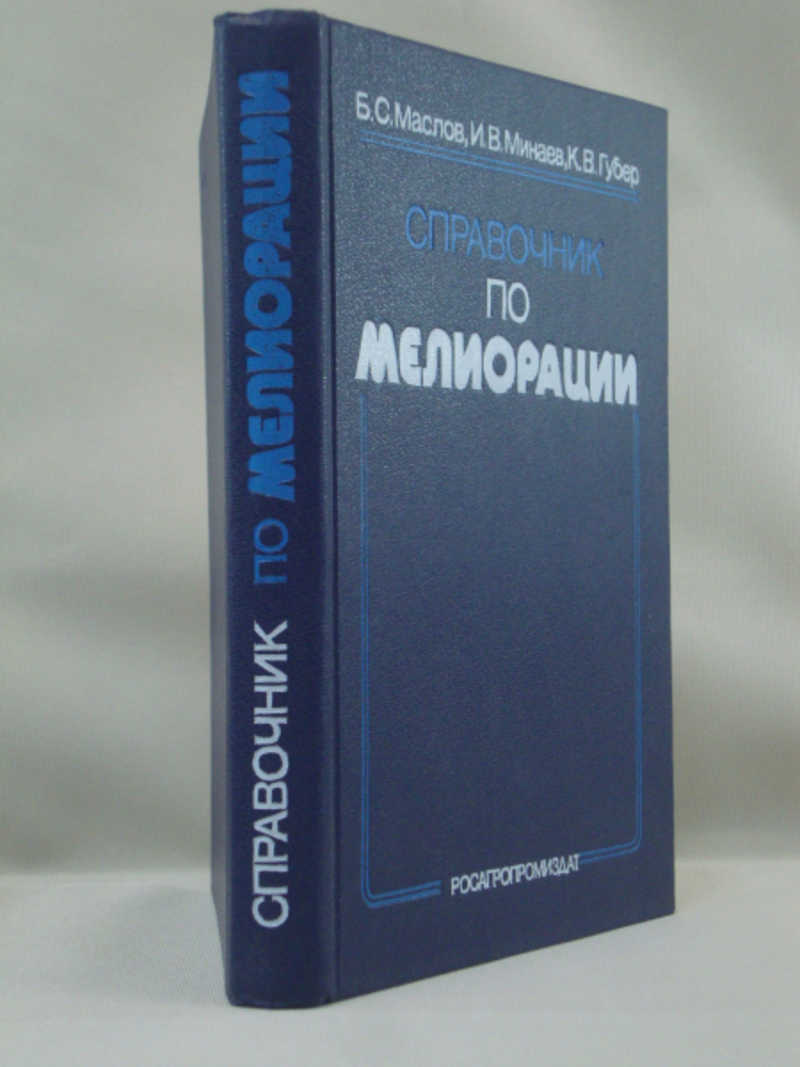 Б.С.Маслов, И.В.Минаев, К.В.Губер
СПРАВОЧНИК
ПО
МЕЛИОРАЦИИ
РОСАГРОПРОМИЗДАТ
СПРАВОЧНИК ПО МЕЛИОРАЦИИ